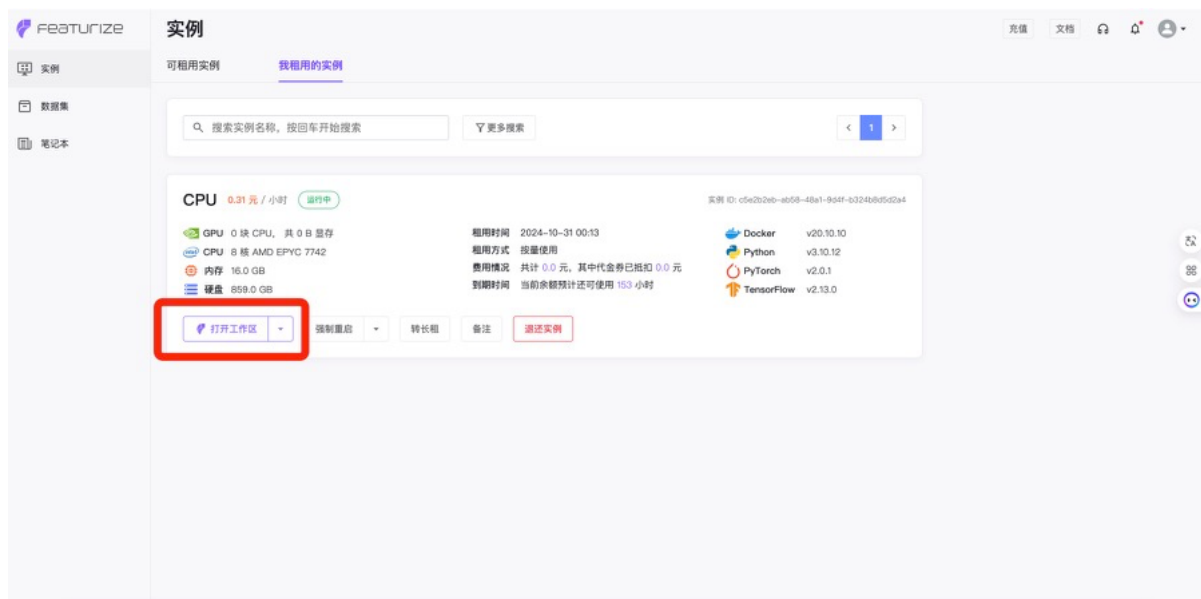 Featurize
实例
充值
文档
实例
数据集
笔记本
可租用实例
我租用的实例
搜索实例名称，按回车开始搜索
更多搜索
< 1 >
CPU 0.31 元 / 小时 运行中
实例 ID: c5e2b2eb-ab58-48a1-9d4f-b324b8d5d2a4
GPU 0 块 CPU， 共 0 B 显存
CPU 8 核 AMD EPYC 7742
内存 16.0 GB
硬盘 859.0 GB
租用时间 2024-10-31 00:13
租用方式 按量使用
费用情况 共计 0.0 元，其中代金券已抵扣 0.0 元
到期时间 当前余额预计还可使用 153 小时
Docker v20.10.10
Python v3.10.12
PyTorch v2.0.1
TensorFlow v2.13.0
打开工作区
强制重启
转长租
备注
退还实例